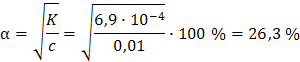 α = √(K/c) = √(6,9 · 10⁻⁴/0,01) · 100 % = 26,3 %